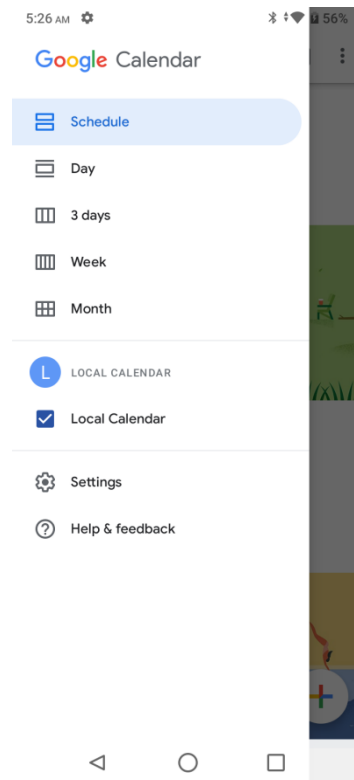 5:26 AM 56%
Google Calendar
Schedule
Day
3 days
Week
Month
L LOCAL CALENDAR
Local Calendar
Settings
Help & feedback